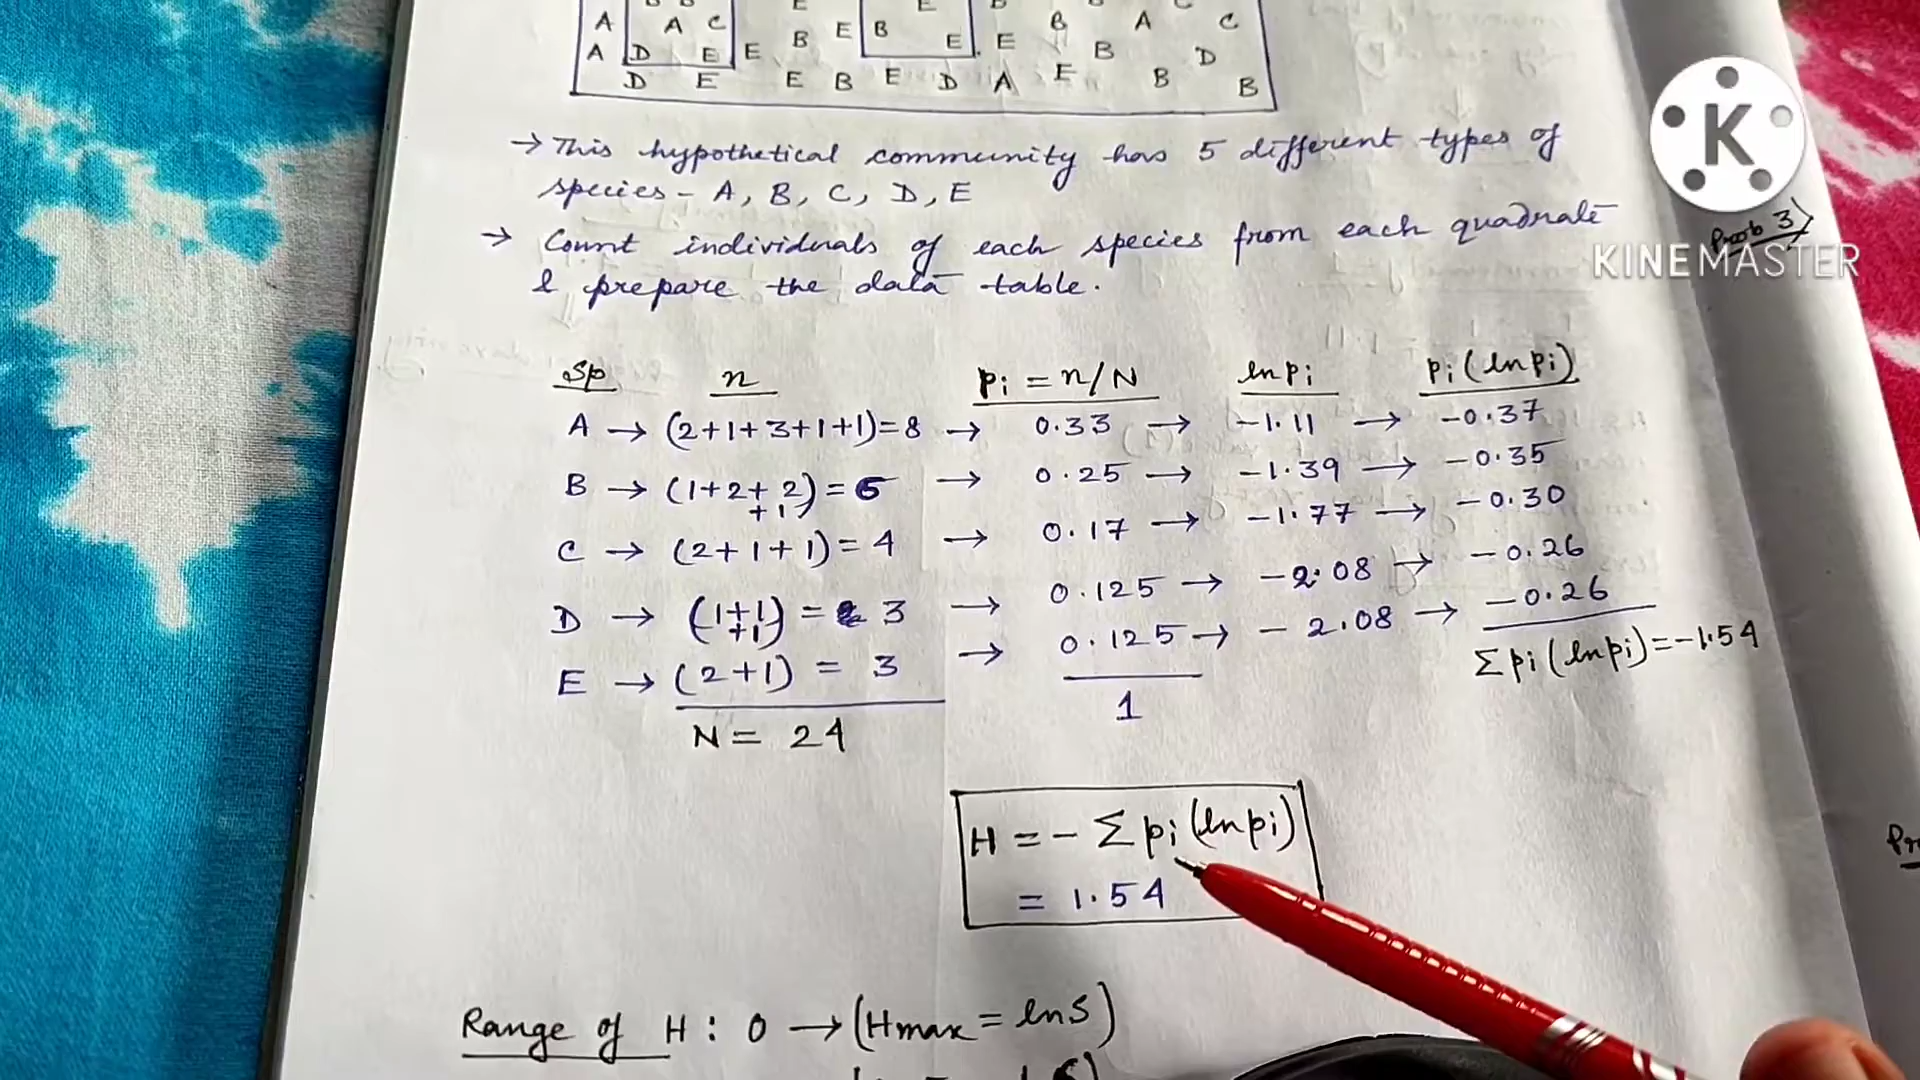 E E B C
A A C B E B E B A C
A D E E E E B D
D E E B E D A E B B
→ This hypothetical community has 5 different types of
species - A, B, C, D, E
→ Count individuals of each species from each quadrate
& prepare the data table.
Sp n pi = n/N ln pi pi (ln pi)
A → (2+1+3+1+1)=8 → 0.33 → -1.11 → -0.37
B → (1+2+2+1)= 6 → 0.25 → -1.39 → -0.35
C → (2+1+1)= 4 → 0.17 → -1.77 → -0.30
D → (1+1+1) = 3 → 0.125 → -2.08 → -0.26
E → (2+1) = 3 → 0.125 → -2.08 → -0.26
N = 24 1 Σ pi (ln pi) = -1.54
H = - Σ pi (ln pi)
= 1.54
Range of H : 0 → (Hmax = ln S)
Prob 3)
K
KINEMASTER